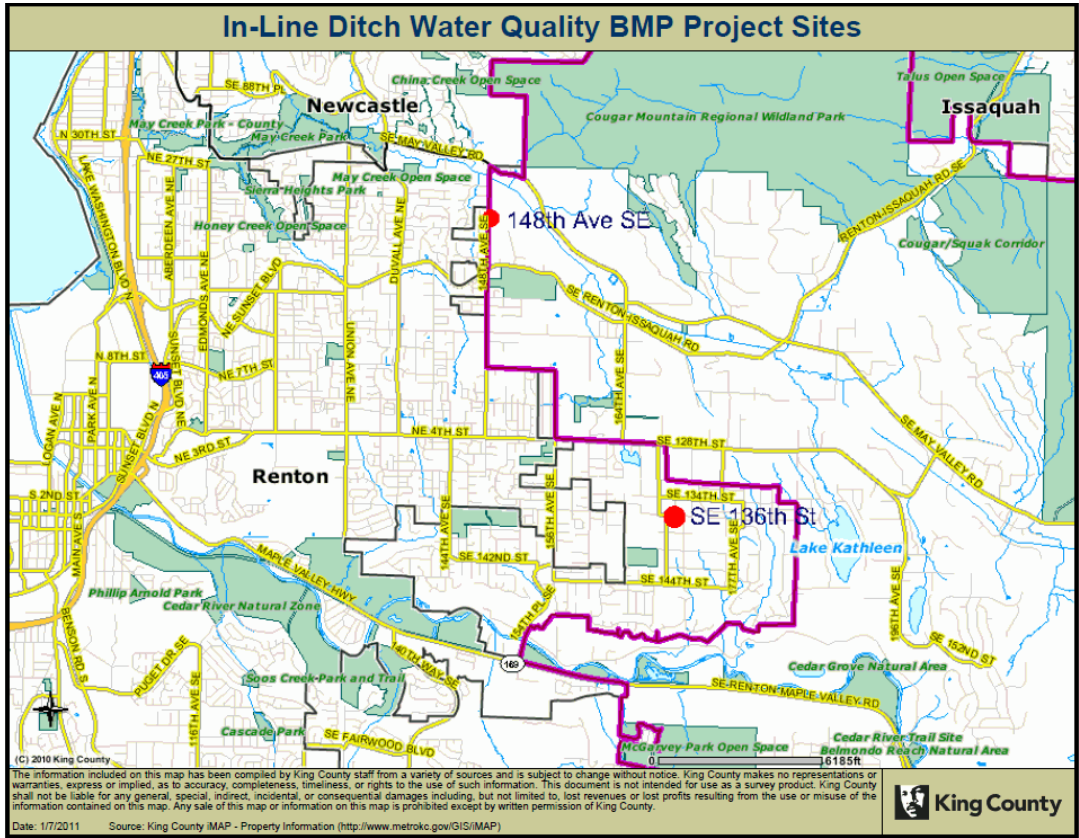 In-Line Ditch Water Quality BMP Project Sites
China Creek Open Space
Talus Open Space
SE 88TH PL
Newcastle
Issaquah
Cougar Mountain Regional Wildland Park
May Creek Park - County
N 30TH ST
May Creek Park
SE MAY VALLEY RD
NE 27TH ST
May Creek Open Space
Sierra Heights Park
RENTON-ISSAQUAH RD SE
LAKE WASHINGTON BLVD N
ABERDEEN AVE NE
Honey Creek Open Space
DUVALL AVE NE
148TH AVE SE
148th Ave SE
Cougar/Squak Corridor
EDMONDS AVE NE
NE SUNSET BLVD
SE RENTON-ISSAQUAH RD
UNION AVE NE
N 8TH ST
405
SUNSET BLVD NE
NE 7TH ST
164TH AVE SE
LOGAN AVE N
PARK AVE N
SUNSET BLVD N
NE 4TH ST
SE 128TH ST
NE 3RD ST
SE MAY VALLEY RD
Renton
S 2ND ST
MAIN AVE S
144TH AVE SE
156TH AVE SE
SE 134TH ST
SE 136th St
177TH AVE SE
Lake Kathleen
MAPLE VALLEY HWY
SE 142ND ST
SE 144TH ST
Phillip Arnold Park
Cedar River Natural Zone
154TH PL SE
196TH AVE SE
SE 152ND ST
BENSON RD S
PUGET DR SE
140TH WAY SE
169
Cedar Grove Natural Area
116TH AVE SE
Soos Creek Park and Trail
SE-RENTON MAPLE VALLEY RD
Cascade Park
SE FAIRWOOD BLVD
McGarvey Park Open Space
Cedar River Trail Site
Belmondo Reach Natural Area
(C) 2010 King County
0
6185ft
The information included on this map has been compiled by King County staff from a variety of sources and is subject to change without notice. King County makes no representations or
warranties, express or implied, as to accuracy, completeness, timeliness, or rights to the use of such information. This document is not intended for use as a survey product. King County
shall not be liable for any general, special, indirect, incidental, or consequential damages including, but not limited to, lost revenues or lost profits resulting from the use or misuse of the
information contained on this map. Any sale of this map or information on this map is prohibited except by written permission of King County.
Date: 1/7/2011 Source: King County iMAP - Property Information (http://www.metrokc.gov/GIS/iMAP)
King County